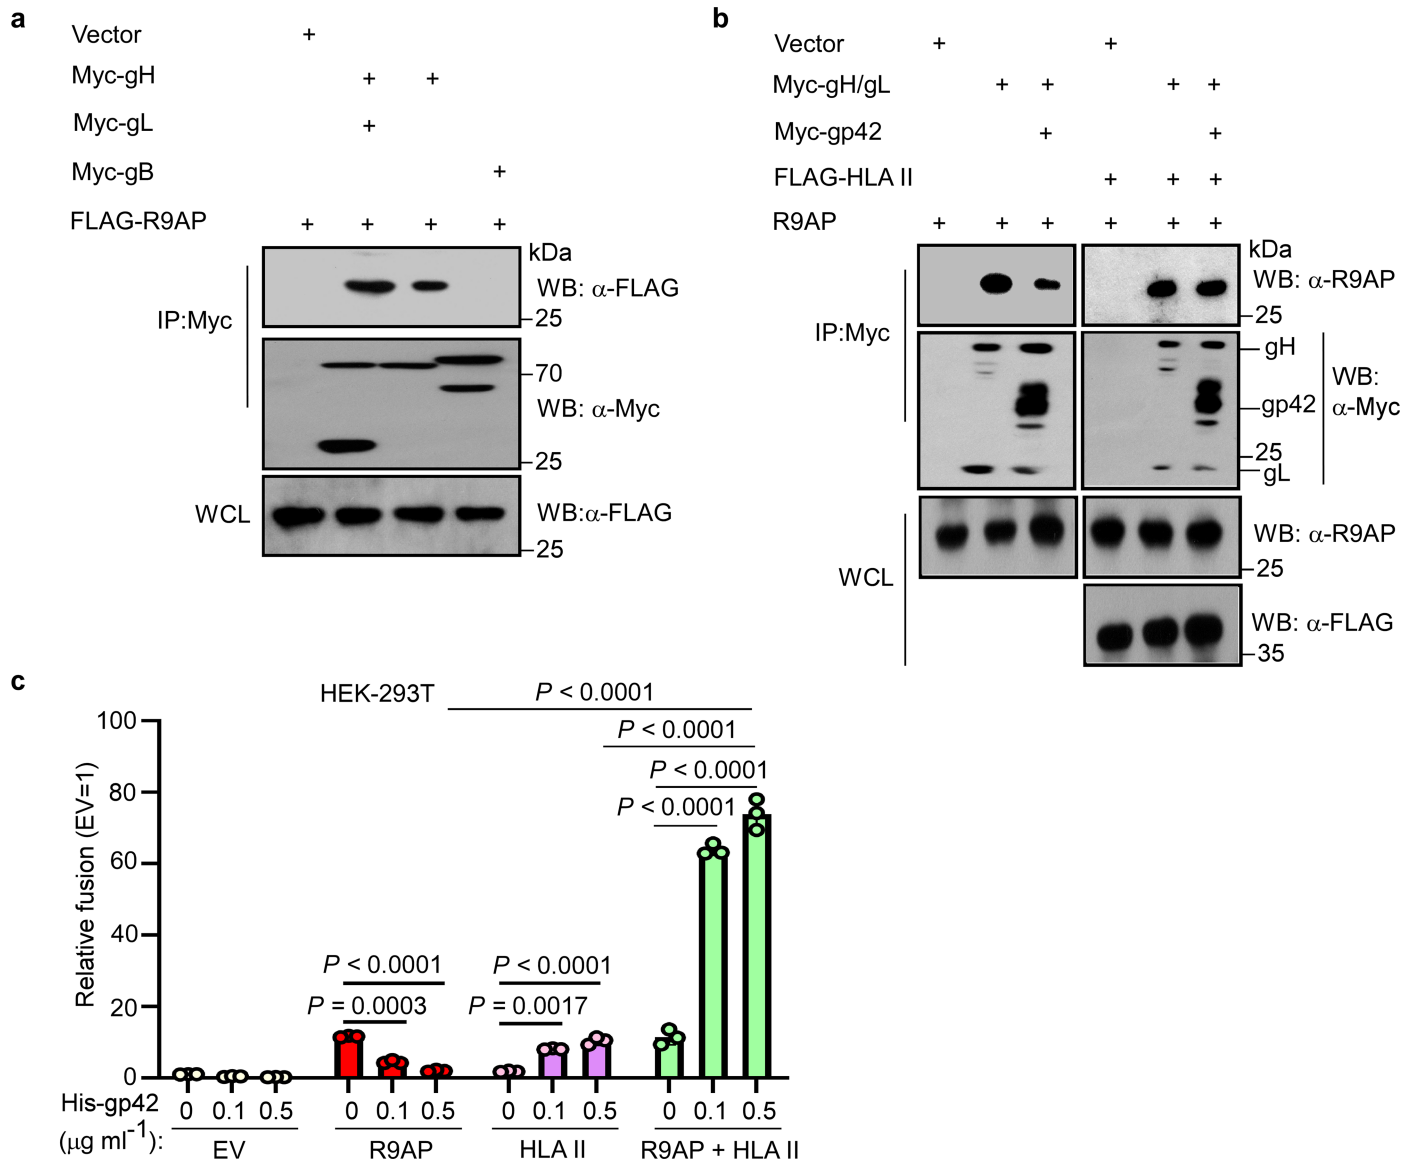 a
Vector +
Myc-gH + +
Myc-gL +
Myc-gB +
FLAG-R9AP + + + +
kDa
IP:Myc
WB: α-FLAG
25
70
WB: α-Myc
25
WCL
WB:α-FLAG
25
b
Vector + +
Myc-gH/gL + + + +
Myc-gp42 + +
FLAG-HLA II + + +
R9AP + + + + + +
kDa
IP:Myc
WB: α-R9AP
25
gH
gp42
25
gL
WB:
α-Myc
WCL
WB: α-R9AP
25
WB: α-FLAG
35
c
HEK-293T
P < 0.0001
P < 0.0001
P < 0.0001
P < 0.0001
P < 0.0001
P = 0.0003
P < 0.0001
P = 0.0017
Relative fusion (EV=1)
100
80
60
40
20
0
His-gp42 0 0.1 0.5 0 0.1 0.5 0 0.1 0.5 0 0.1 0.5
(μg ml-1): EV R9AP HLA II R9AP + HLA II